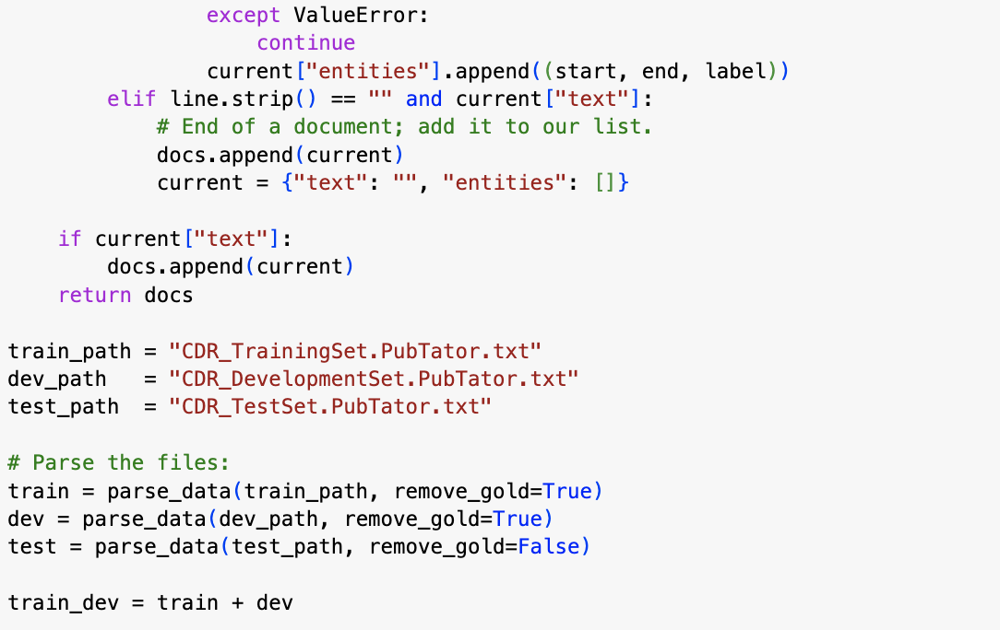 except ValueError:
                    continue
                current["entities"].append((start, end, label))
        elif line.strip() == "" and current["text"]:
            # End of a document; add it to our list.
            docs.append(current)
            current = {"text": "", "entities": []}

    if current["text"]:
        docs.append(current)
    return docs

train_path = "CDR_TrainingSet.PubTator.txt"
dev_path   = "CDR_DevelopmentSet.PubTator.txt"
test_path  = "CDR_TestSet.PubTator.txt"

# Parse the files:
train = parse_data(train_path, remove_gold=True)
dev = parse_data(dev_path, remove_gold=True)
test = parse_data(test_path, remove_gold=False)

train_dev = train + dev